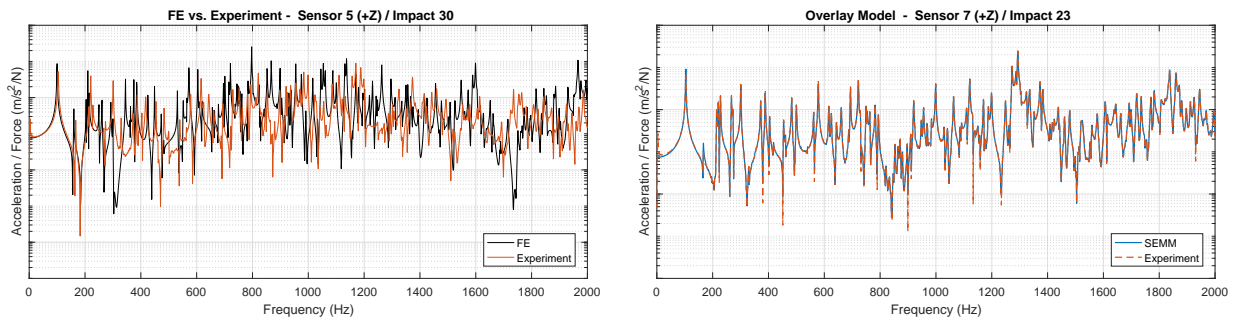 FE vs. Experiment - Sensor 5 (+Z) / Impact 30
Acceleration / Force (m/s²/N)
FE
Experiment
0 200 400 600 800 1000 1200 1400 1600 1800 2000
Frequency (Hz)
Overlay Model - Sensor 7 (+Z) / Impact 23
Acceleration / Force (m/s²/N)
SEMM
Experiment
0 200 400 600 800 1000 1200 1400 1600 1800 2000
Frequency (Hz)